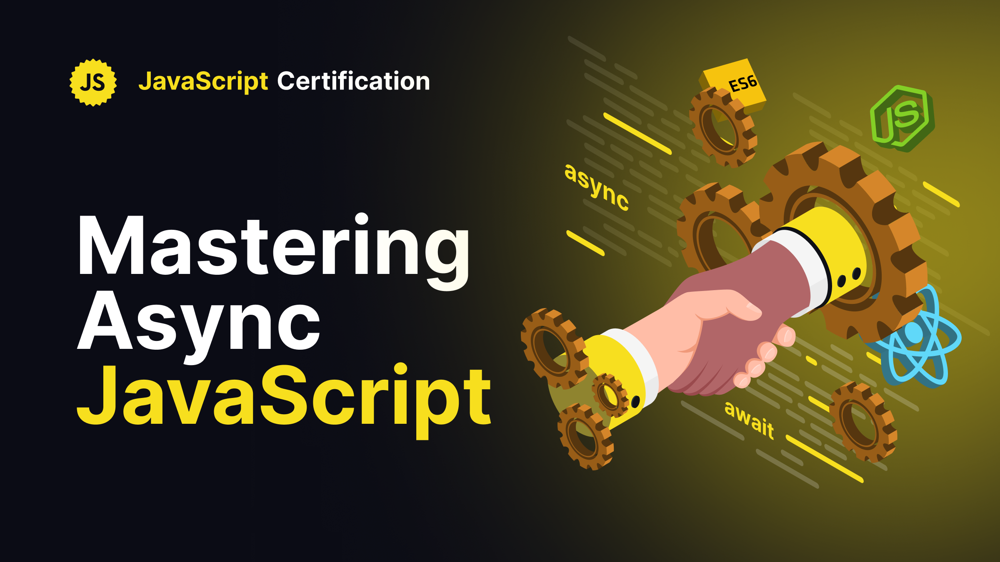 JS JavaScript Certification
Mastering
Async
JavaScript
ES6
JS
async
await